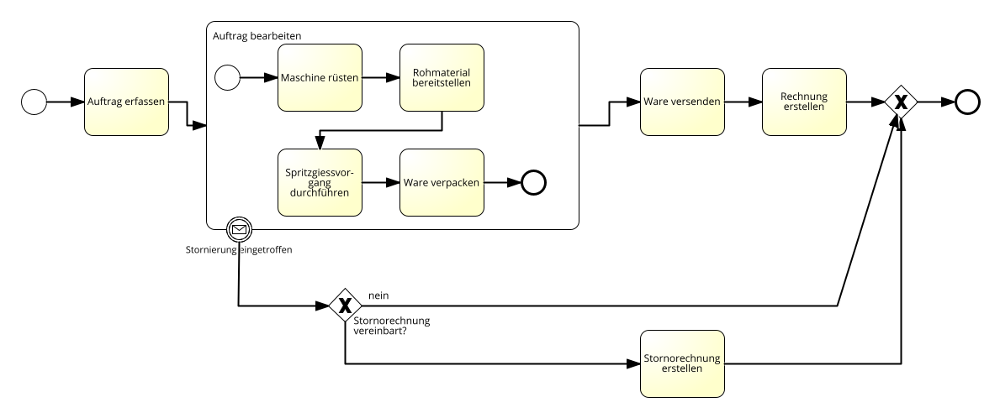 Auftrag bearbeiten
Auftrag erfassen
Maschine rüsten
Rohmaterial
bereitstellen
Ware versenden
Rechnung
erstellen
Spritzgiessvor-
gang
durchführen
Ware verpacken
Stornierung eingetroffen
nein
Stornorechnung
vereinbart?
Stornorechnung
erstellen